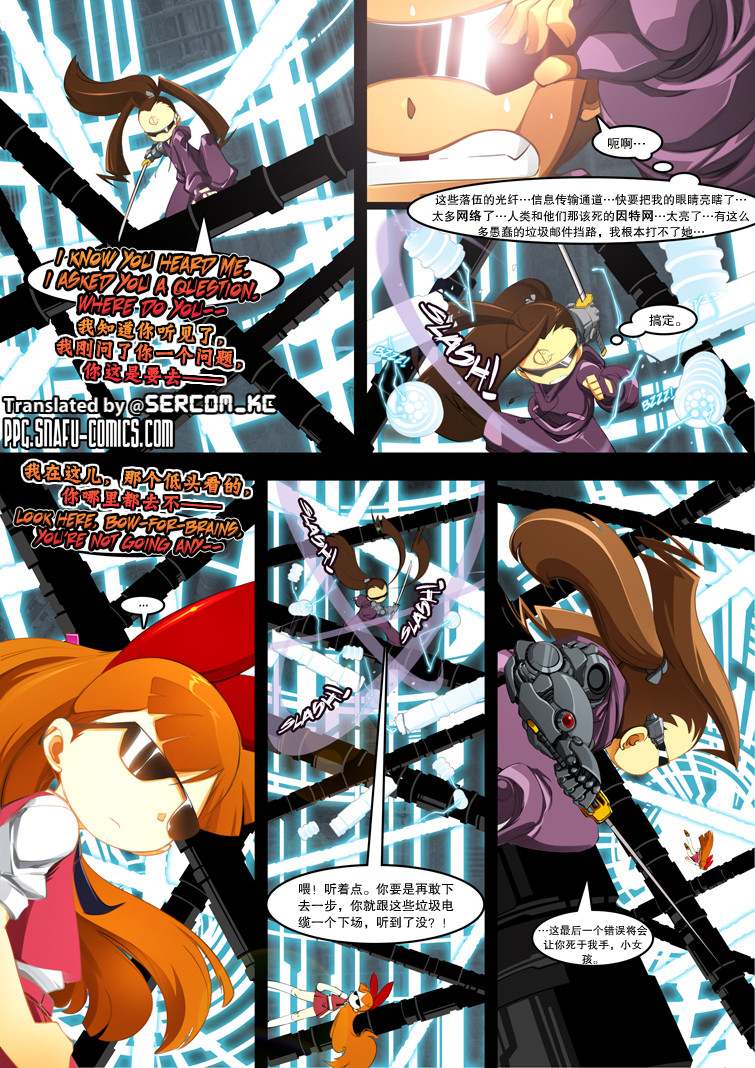 I KNOW YOU HEARD ME.
I ASKED YOU A QUESTION.
WHERE DO YOU--
我知道你听见了，
我刚问了你一个问题，
你这是要去——
Translated by @SERCOM_KC
PPG.SNAFU-COMICS.COM
呃啊…
这些落伍的光纤…信息传输通道…快要把我的眼睛亮瞎了…
太多网络了…人类和他们那该死的因特网…太亮了…有这么
多愚蠢的垃圾邮件挡路，我根本打不了她…
搞定。
SLASH!
BZZZ!
BZZZ!
我在这儿，那个低头看的，
你哪里都去不——
LOOK HERE, BOW-FOR-BRAINS,
YOU'RE NOT GOING ANY--
…
SLASH!
SLASH!
SLASH!
喂！听着点。你要是再敢下
去一步，你就跟这些垃圾电
缆一个下场，听到了没？！
…这最后一个错误将会
让你死于我手，小女
孩。